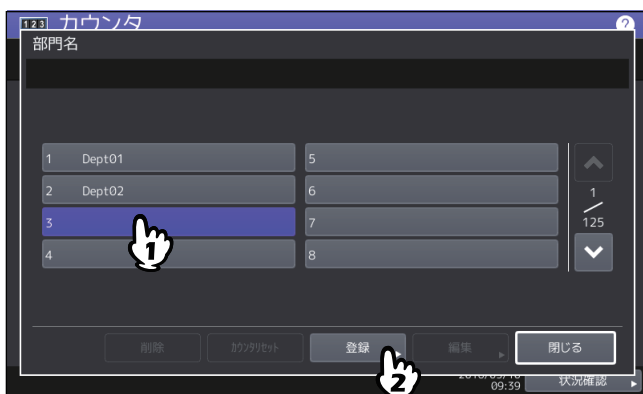 123 カウンタ
?
部門名
1 Dept01
5
2 Dept02
6
3
7
4
8
1
125
削除
カウンタリセット
登録
編集
閉じる
1
2
09:39
状況確認